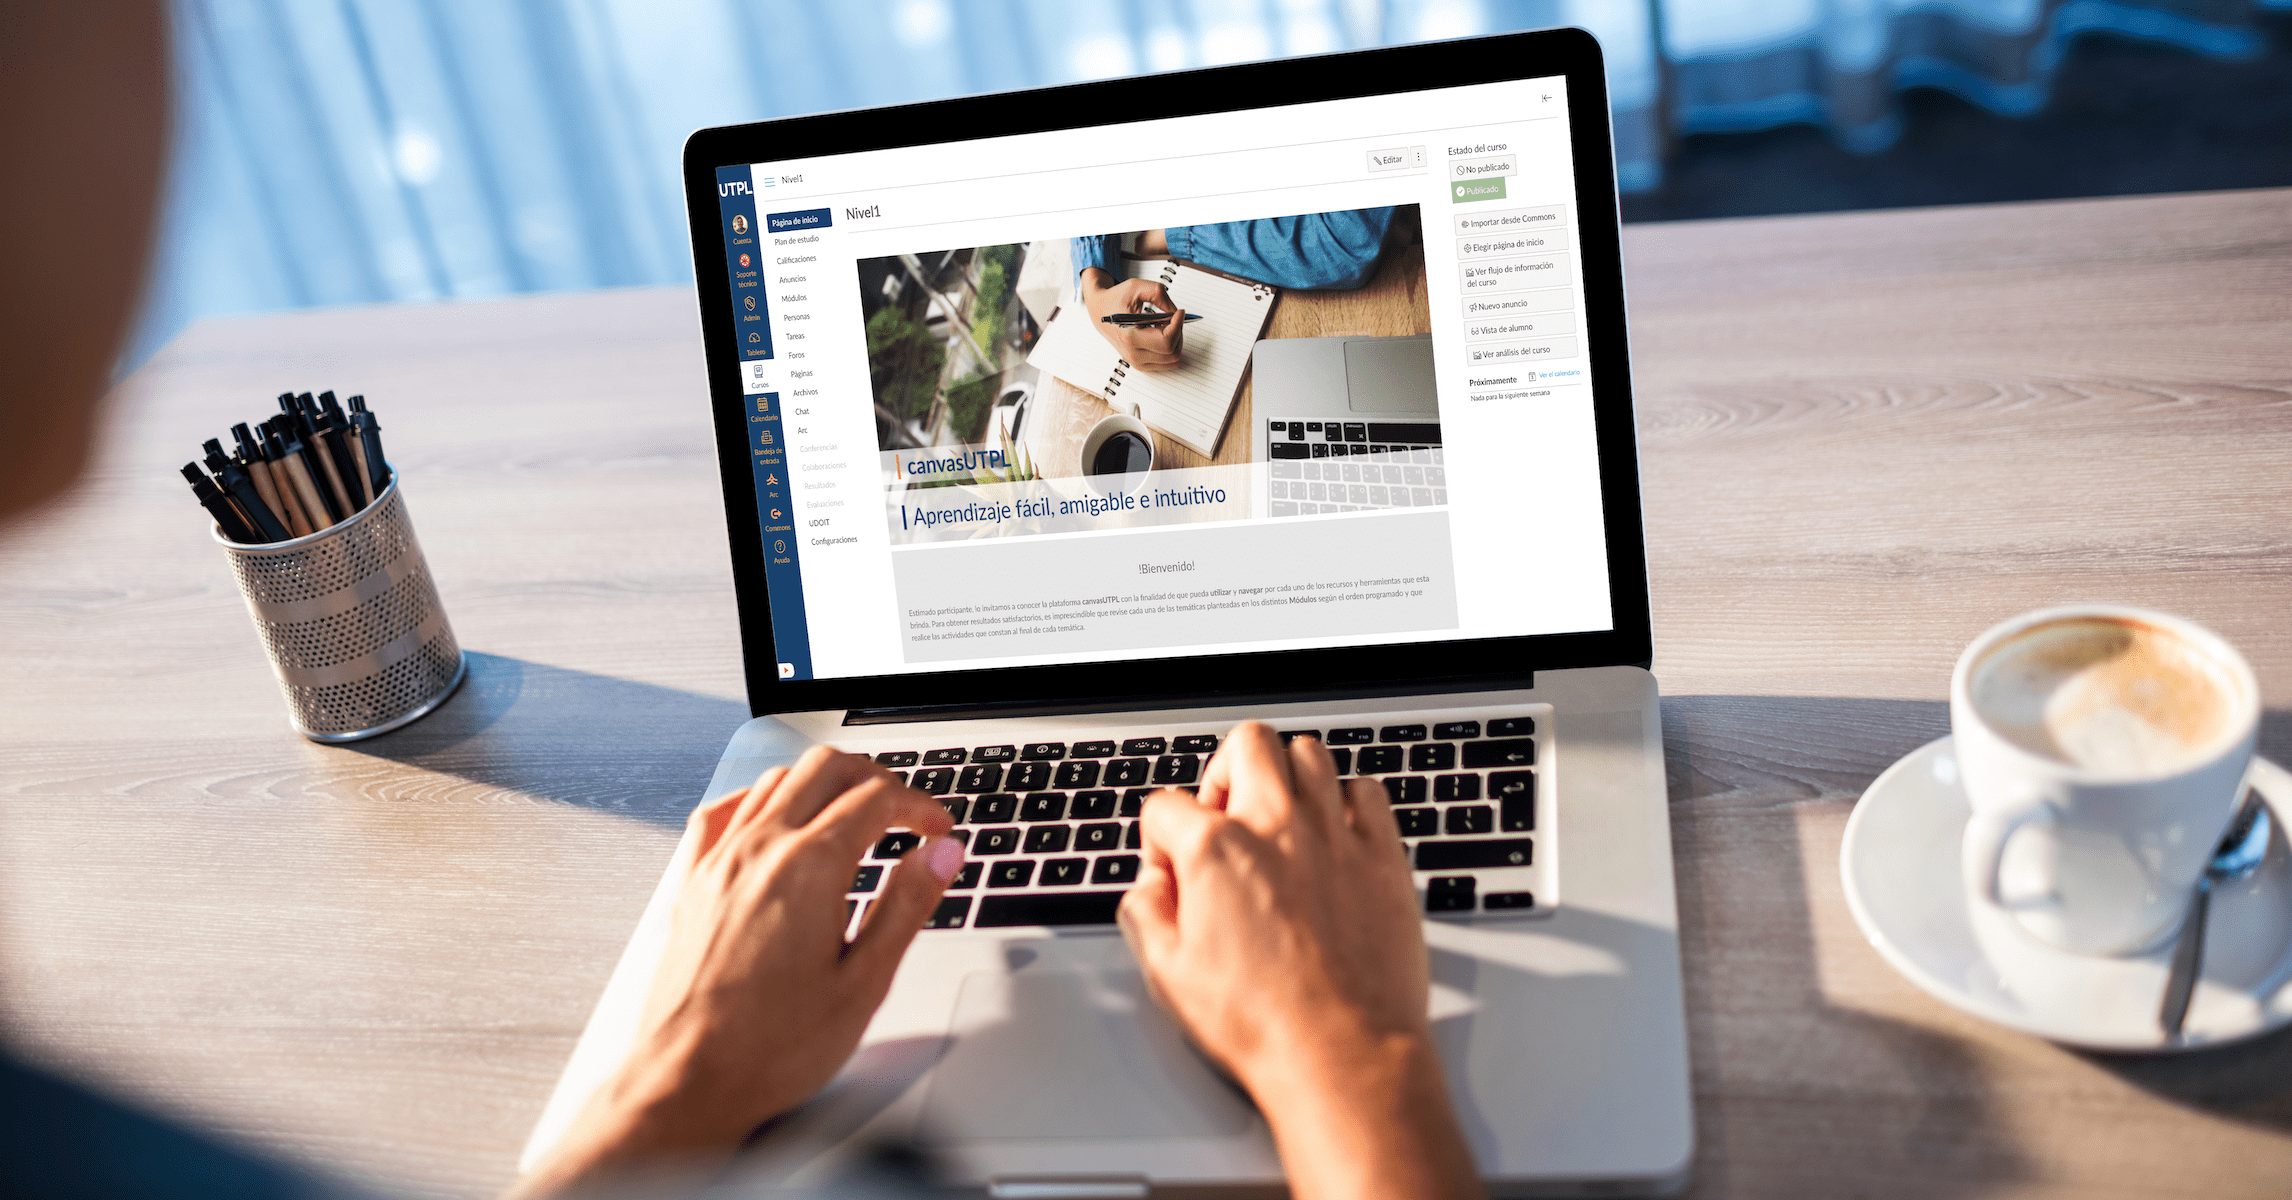 UTPL
Nivel1
Editar
Estado del curso
No publicado
Publicado
Nivel1
Página de inicio
Plan de estudio
Calificaciones
Anuncios
Módulos
Personas
Tareas
Foros
Páginas
Archivos
Chat
Arc
Conferencias
Colaboraciones
Resultados
Evaluaciones
UDOIT
Configuraciones
Cuenta
Soporte
técnico
Admin
Tablero
Cursos
Calendario
Bandeja de
entrada
Arc
Commons
Ayuda
canvasUTPL
Aprendizaje fácil, amigable e intuitivo
!Bienvenido!
Estimado participante, lo invitamos a conocer la plataforma canvasUTPL con la finalidad de que pueda utilizar y navegar por cada uno de los recursos y herramientas que esta
brinda. Para obtener resultados satisfactorios, es imprescindible que revise cada una de las temáticas planteadas en los distintos Módulos según el orden programado y que
realice las actividades que constan al final de cada temática.
Importar desde Commons
Elegir página de inicio
Ver flujo de información
del curso
Nuevo anuncio
Vista de alumno
Ver análisis del curso
Próximamente
Ver el calendario
Nada para la siguiente semana
2 3 4 5 6 7
E R T Y
A D F G
X C V B